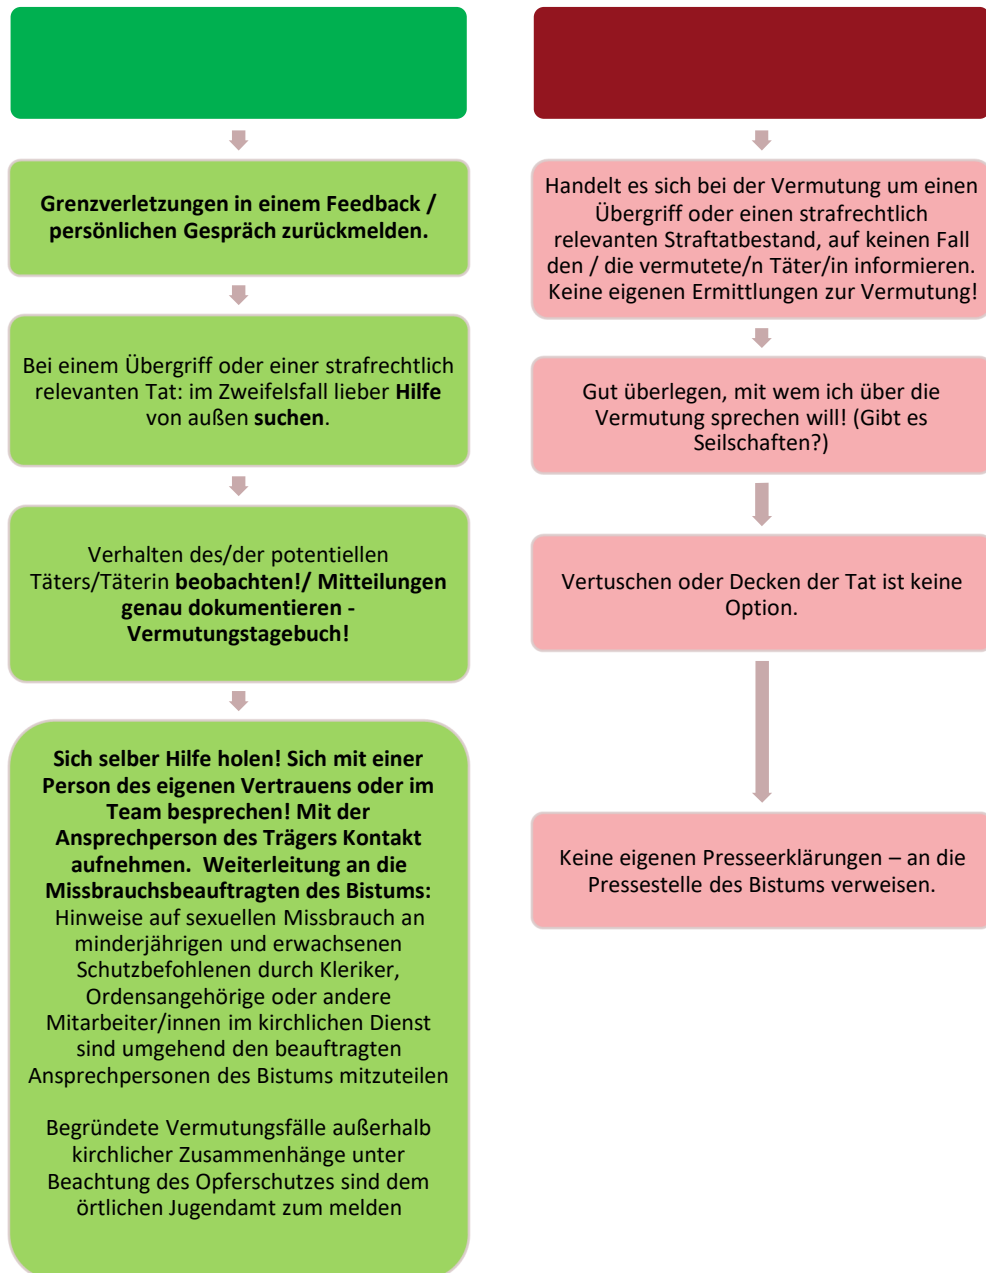 Grenzverletzungen in einem Feedback /
persönlichen Gespräch zurückmelden.
Bei einem Übergriff oder einer strafrechtlich
relevanten Tat: im Zweifelsfall lieber Hilfe
von außen suchen.
Verhalten des/der potentiellen
Täters/Täterin beobachten!/ Mitteilungen
genau dokumentieren -
Vermutungstagebuch!
Sich selber Hilfe holen! Sich mit einer
Person des eigenen Vertrauens oder im
Team besprechen! Mit der
Ansprechperson des Trägers Kontakt
aufnehmen. Weiterleitung an die
Missbrauchsbeauftragten des Bistums:
Hinweise auf sexuellen Missbrauch an
minderjährigen und erwachsenen
Schutzbefohlenen durch Kleriker,
Ordensangehörige oder andere
Mitarbeiter/innen im kirchlichen Dienst
sind umgehend den beauftragten
Ansprechpersonen des Bistums mitzuteilen
Begründete Vermutungsfälle außerhalb
kirchlicher Zusammenhänge unter
Beachtung des Opferschutzes sind dem
örtlichen Jugendamt zum melden
Handelt es sich bei der Vermutung um einen
Übergriff oder einen strafrechtlich
relevanten Straftatbestand, auf keinen Fall
den / die vermutete/n Täter/in informieren.
Keine eigenen Ermittlungen zur Vermutung!
Gut überlegen, mit wem ich über die
Vermutung sprechen will! (Gibt es
Seilschaften?)
Vertuschen oder Decken der Tat ist keine
Option.
Keine eigenen Presseerklärungen – an die
Pressestelle des Bistums verweisen.